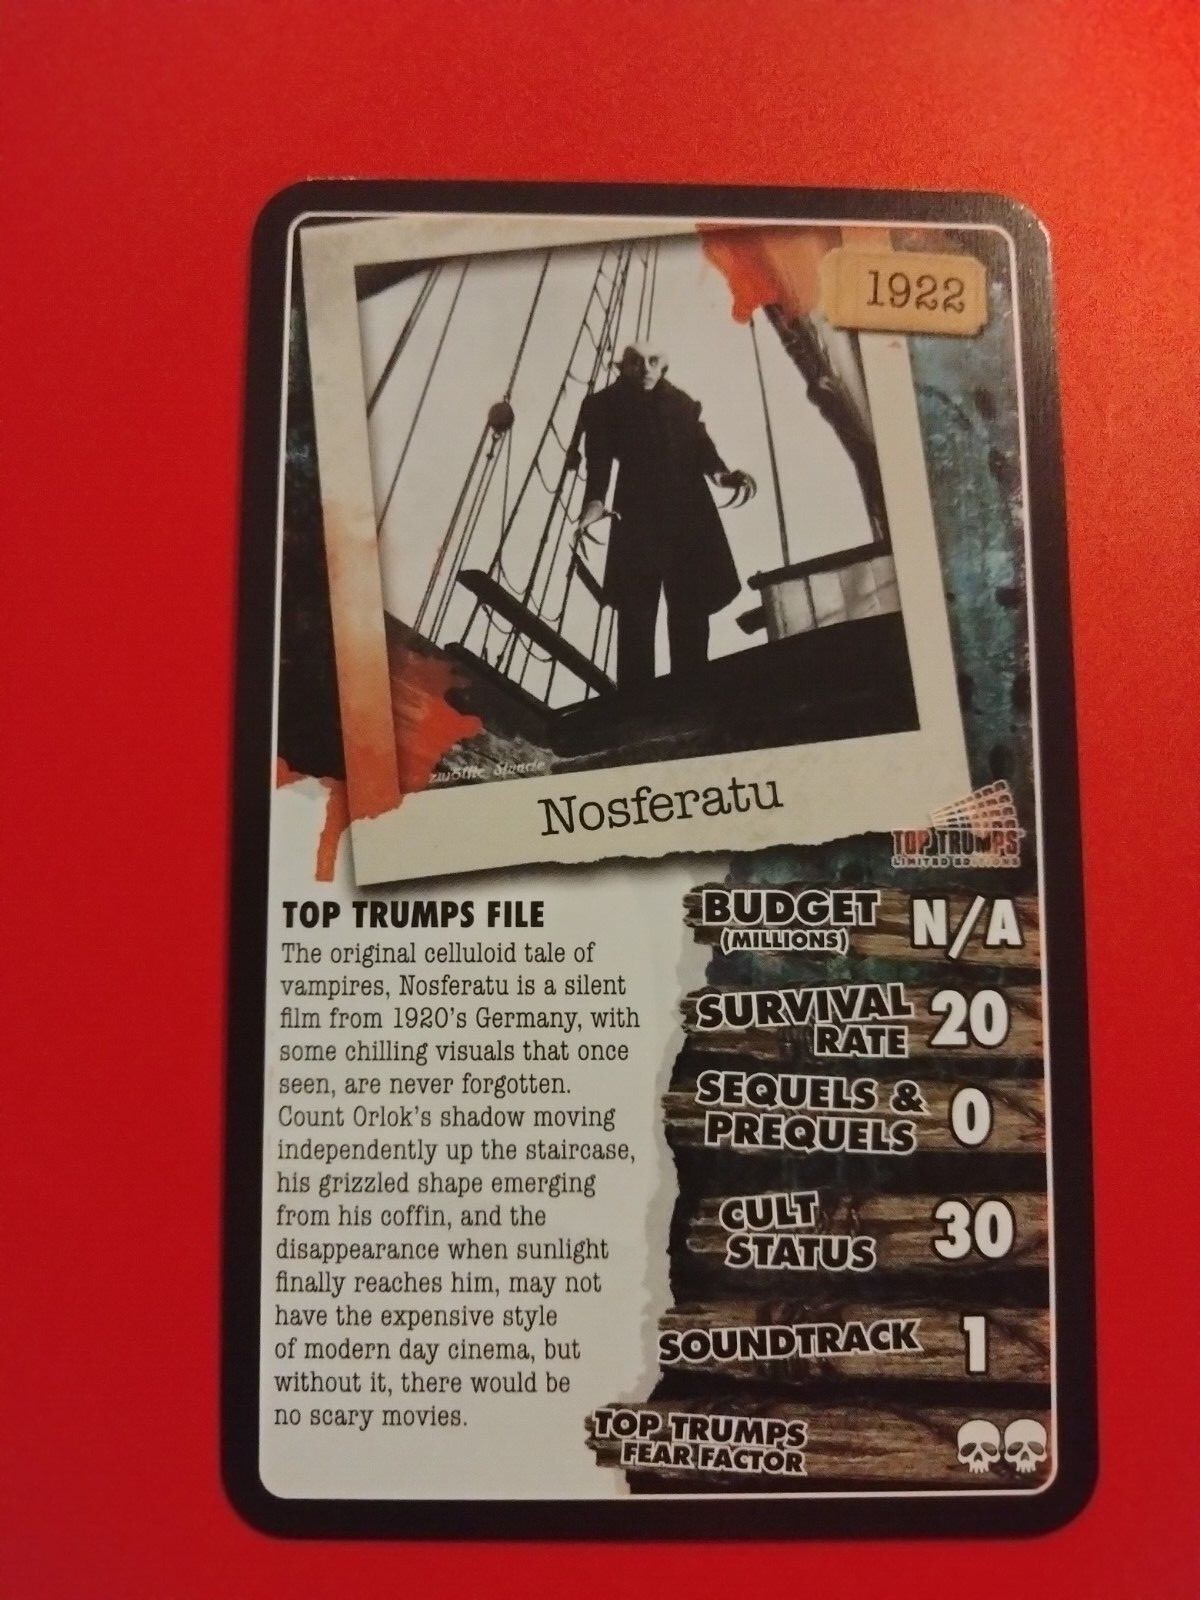 1922
zwölfte Stunde
Nosferatu
TOP TRUMPS
LIMITED EDITIONS
TOP TRUMPS FILE
The original celluloid tale of
vampires, Nosferatu is a silent
film from 1920's Germany, with
some chilling visuals that once
seen, are never forgotten.
Count Orlok's shadow moving
independently up the staircase,
his grizzled shape emerging
from his coffin, and the
disappearance when sunlight
finally reaches him, may not
have the expensive style
of modern day cinema, but
without it, there would be
no scary movies.
BUDGET N/A
(MILLIONS)
SURVIVAL
RATE 20
SEQUELS &
PREQUELS 0
CULT
STATUS 30
SOUNDTRACK 1
TOP TRUMPS
FEAR FACTOR